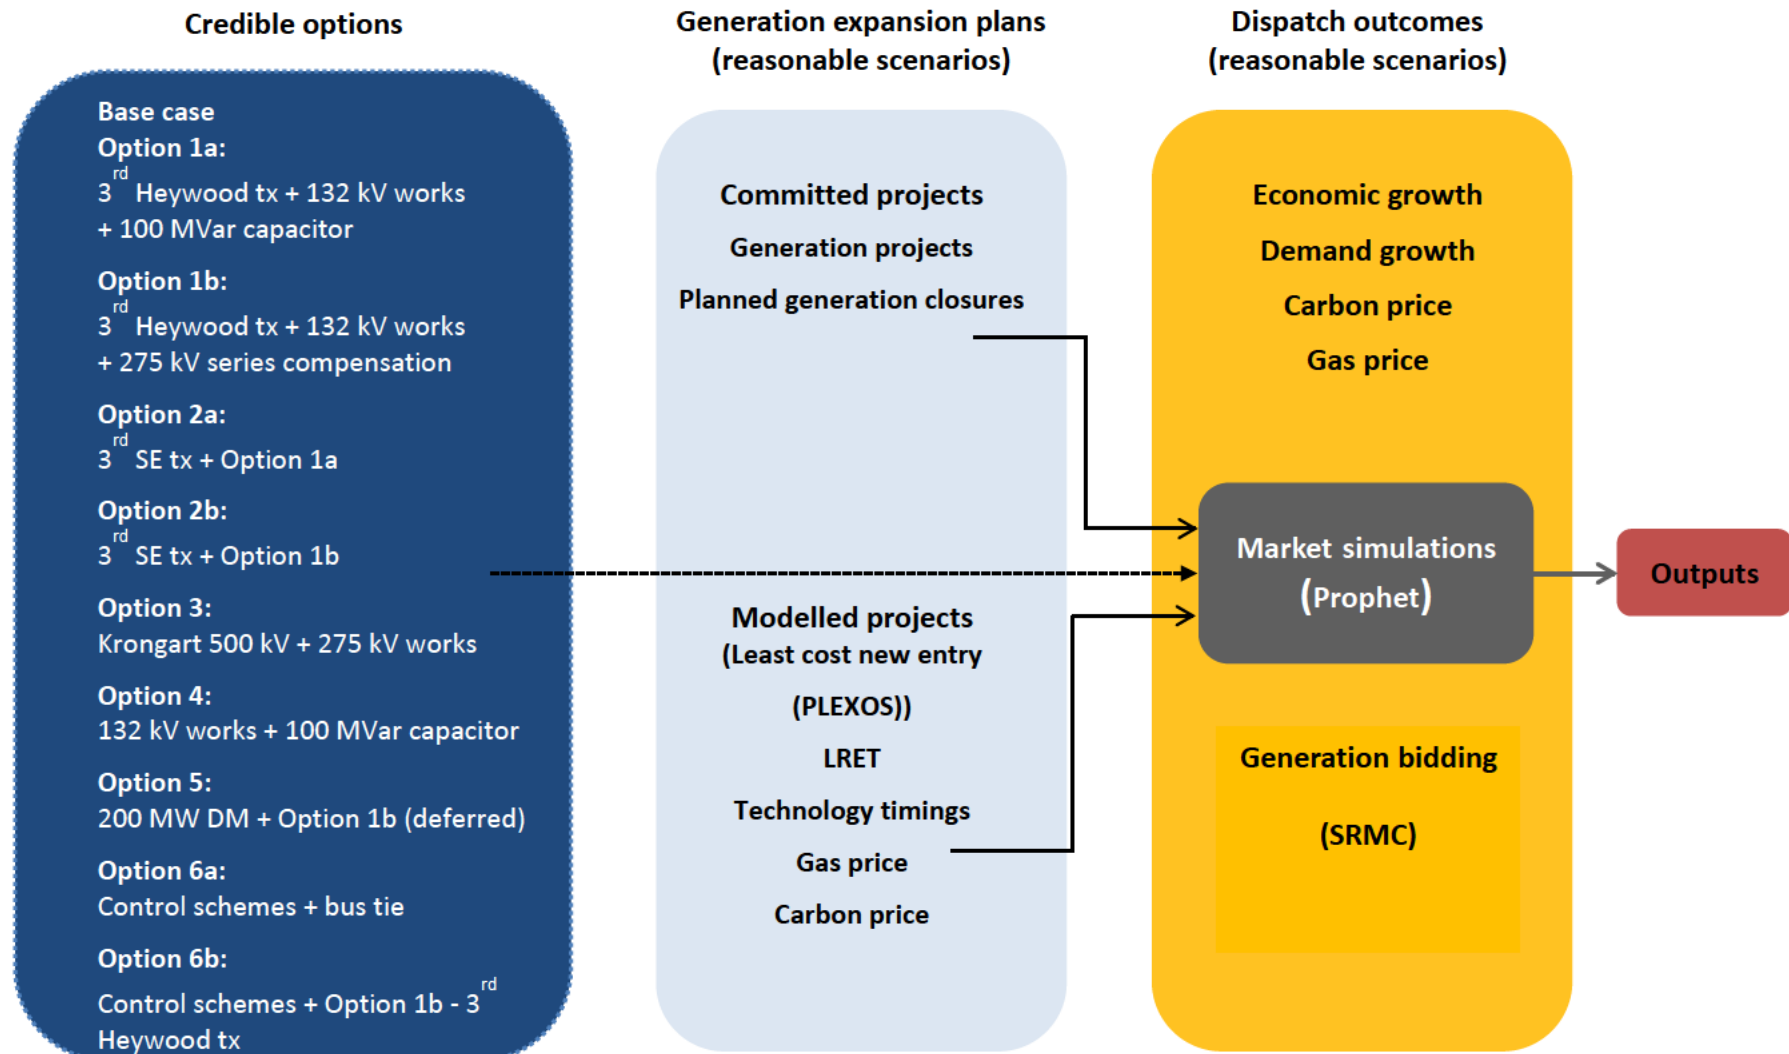 Credible options
Base case
Option 1a:
3rd Heywood tx + 132 kV works
+ 100 MVar capacitor
Option 1b:
3rd Heywood tx + 132 kV works
+ 275 kV series compensation
Option 2a:
3rd SE tx + Option 1a
Option 2b:
3rd SE tx + Option 1b
Option 3:
Krongart 500 kV + 275 kV works
Option 4:
132 kV works + 100 MVar capacitor
Option 5:
200 MW DM + Option 1b (deferred)
Option 6a:
Control schemes + bus tie
Option 6b:
Control schemes + Option 1b - 3rd
Heywood tx
Generation expansion plans
(reasonable scenarios)
Committed projects
Generation projects
Planned generation closures
Modelled projects
(Least cost new entry
(PLEXOS))
LRET
Technology timings
Gas price
Carbon price
Dispatch outcomes
(reasonable scenarios)
Economic growth
Demand growth
Carbon price
Gas price
Market simulations
(Prophet)
Generation bidding
(SRMC)
Outputs